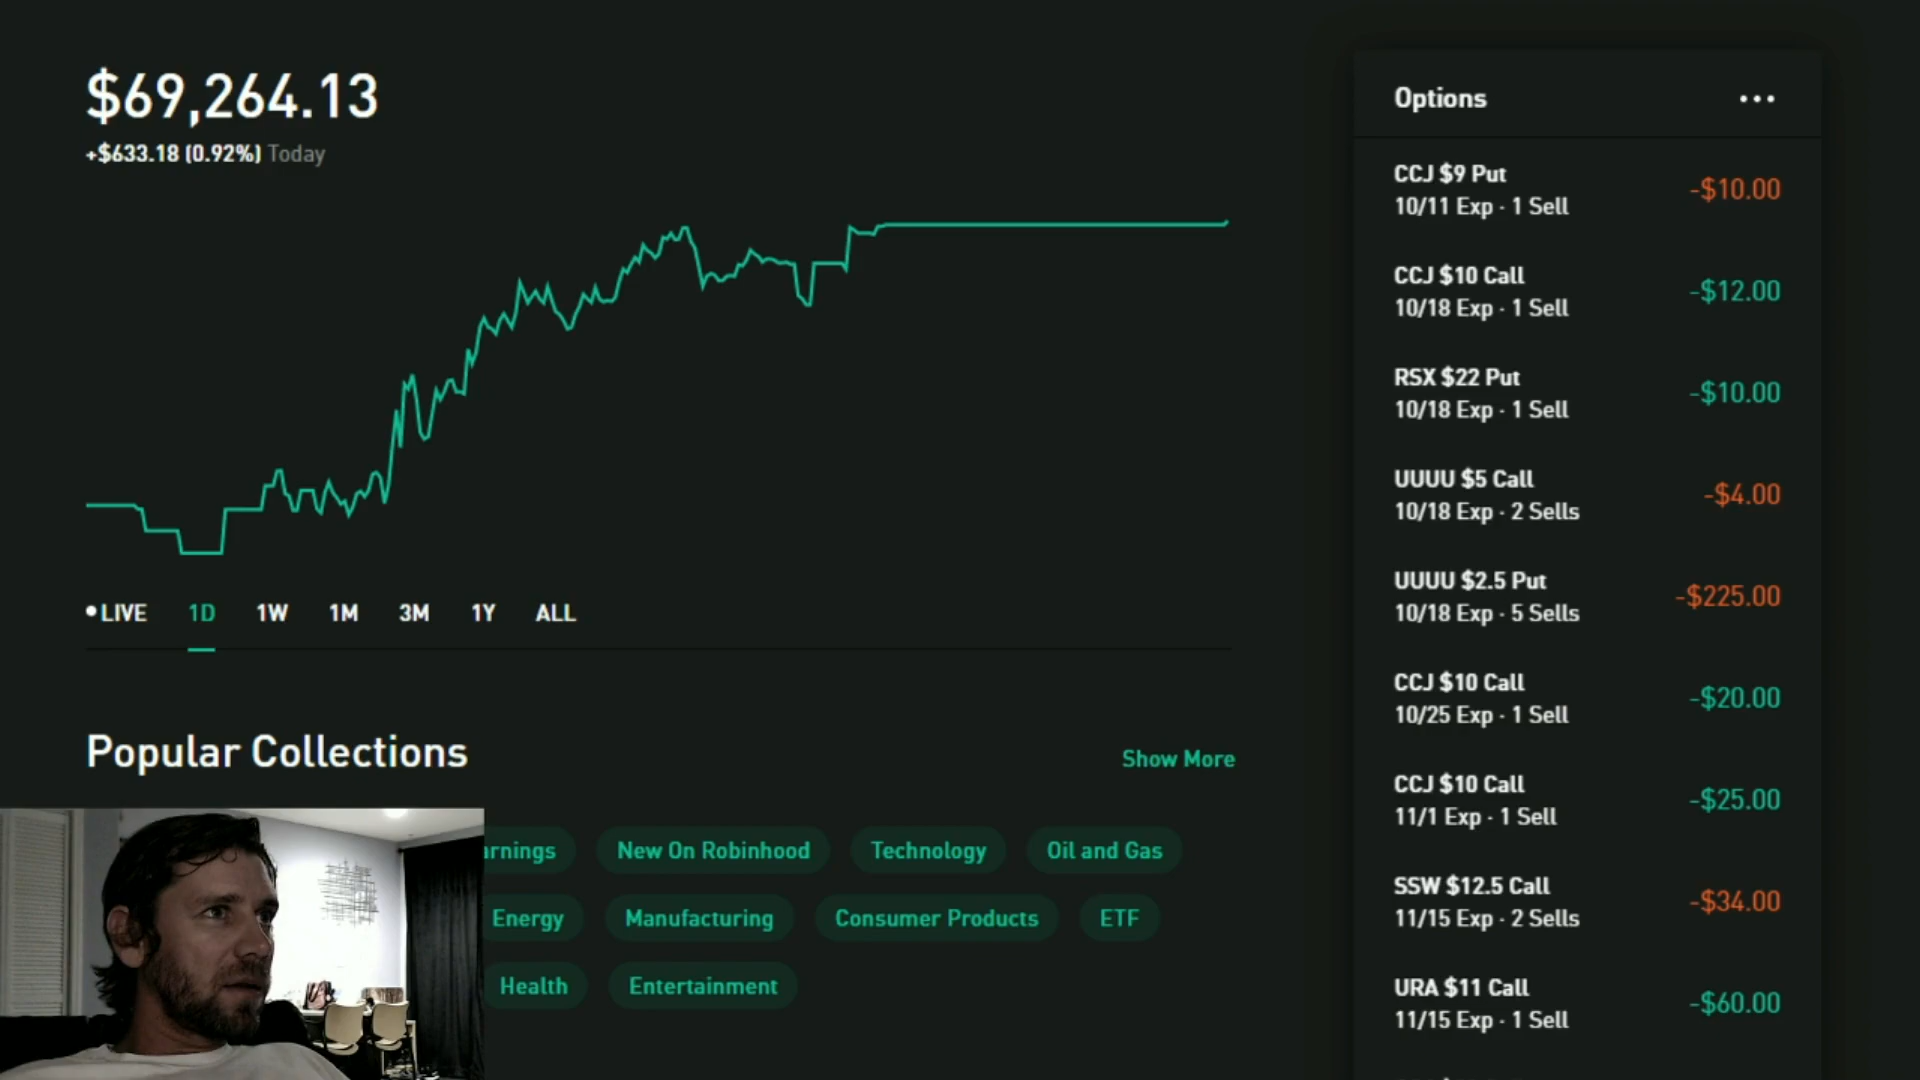 $69,264.13
+$633.18 (0.92%) Today
LIVE 1D 1W 1M 3M 1Y ALL
Popular Collections
Show More
New On Robinhood
Technology
Oil and Gas
Energy
Manufacturing
Consumer Products
ETF
Health
Entertainment
Options
CCJ $9 Put
10/11 Exp · 1 Sell
-$10.00
CCJ $10 Call
10/18 Exp · 1 Sell
-$12.00
RSX $22 Put
10/18 Exp · 1 Sell
-$10.00
UUUU $5 Call
10/18 Exp · 2 Sells
-$4.00
UUUU $2.5 Put
10/18 Exp · 5 Sells
-$225.00
CCJ $10 Call
10/25 Exp · 1 Sell
-$20.00
CCJ $10 Call
11/1 Exp · 1 Sell
-$25.00
SSW $12.5 Call
11/15 Exp · 2 Sells
-$34.00
URA $11 Call
11/15 Exp · 1 Sell
-$60.00